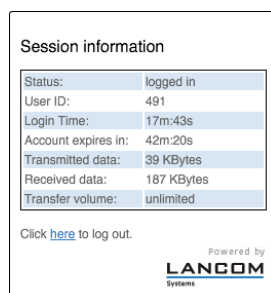 Session information
Status: logged in
User ID: 491
Login Time: 17m:43s
Account expires in: 42m:20s
Transmitted data: 39 KBytes
Received data: 187 KBytes
Transfer volume: unlimited
Click here to log out.
Powered by
LANCOM
Systems